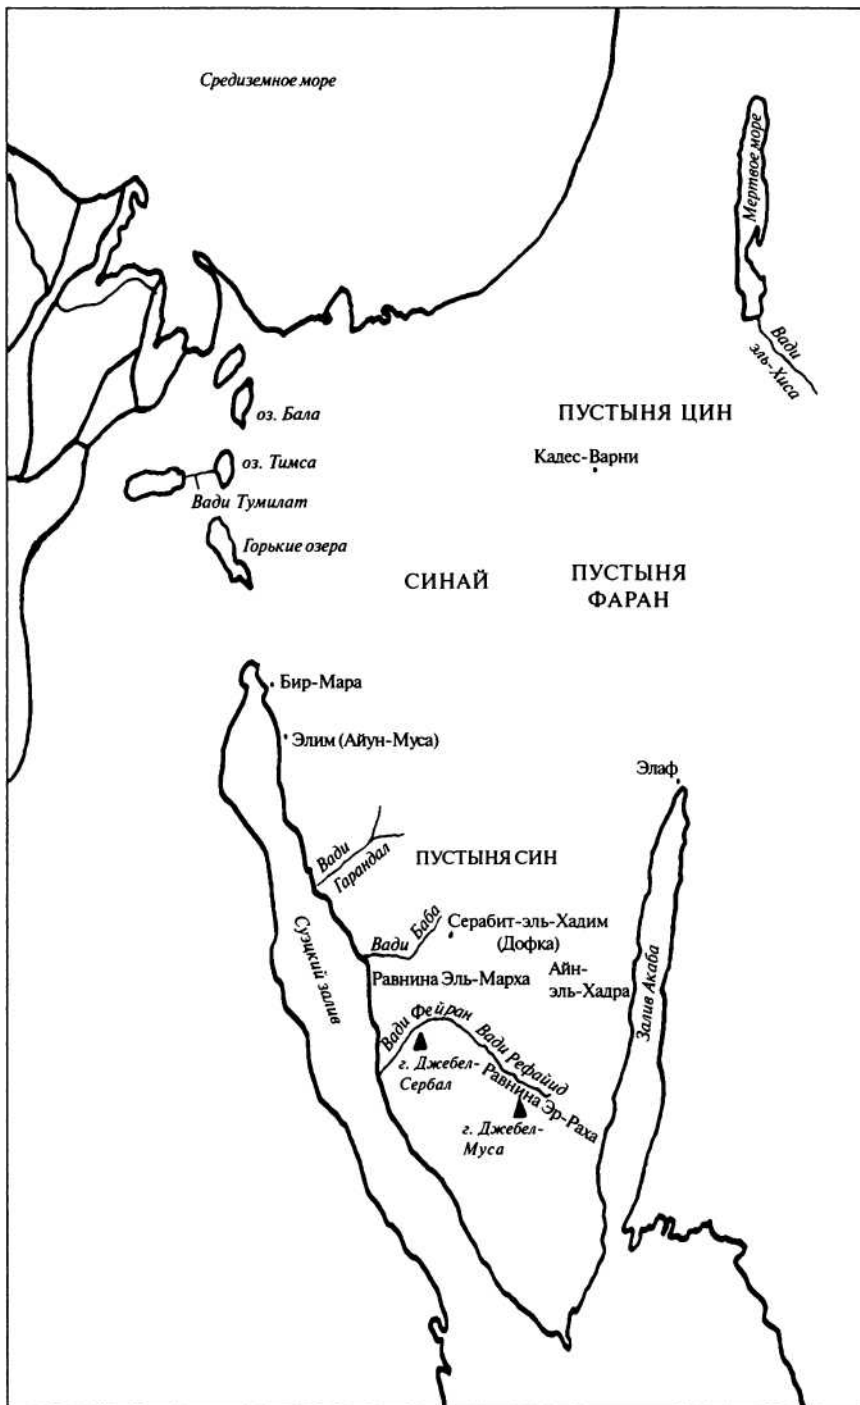 Средиземное море
Мертвое море
Вади
эль-Хиса
ПУСТЫНЯ ЦИН
оз. Бала
Кадес-Варни
оз. Тимса
Вади Тумилат
Горькие озера
СИНАЙ
ПУСТЫНЯ
ФАРАН
Бир-Мара
Элим (Айун-Муса)
Элаф
Вади
Гарандал
ПУСТЫНЯ СИН
Суэцкий залив
Вади Баба
Серабит-эль-Хадим
(Дофка)
Равнина Эль-Марха
Айн-
эль-Хадра
Залив Акаба
Вади Фейран
Вади Рефайид
г. Джебел-
Сербал
Равнина Эр-Раха
г. Джебел-
Муса